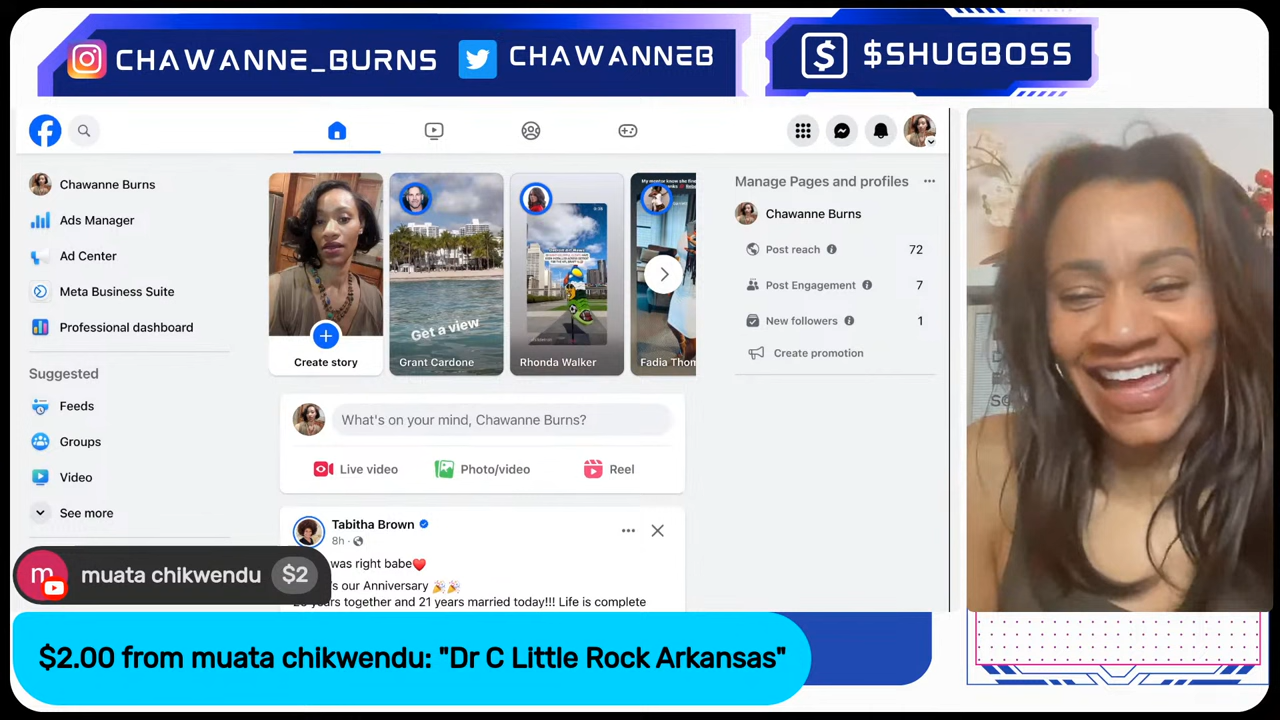 CHAWANNE_BURNS
CHAWANNEB
$SHUGBOSS
Chawanne Burns
Ads Manager
Ad Center
Meta Business Suite
Professional dashboard
Suggested
Feeds
Groups
Video
See more
Get a view
Create story
Grant Cardone
Rhonda Walker
Fadia Thom
What's on your mind, Chawanne Burns?
Live video
Photo/video
Reel
Tabitha Brown
8h
was right babe❤️
s our Anniversary 🎉🎉
years together and 21 years married today!!! Life is complete
Manage Pages and profiles
Chawanne Burns
Post reach 72
Post Engagement 7
New followers 1
Create promotion
m muata chikwendu $2
$2.00 from muata chikwendu: "Dr C Little Rock Arkansas"